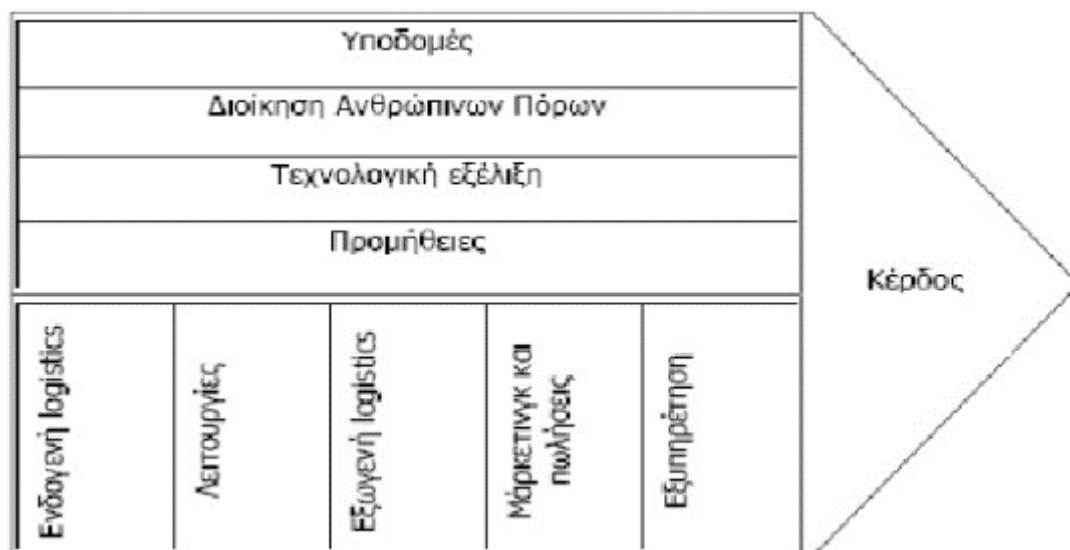 Υποδομές
Διοίκηση Ανθρώπινων Πόρων
Τεχνολογική εξέλιξη
Προμήθειες
Κέρδος
Ενδογενή logistics
Λειτουργίες
Εξωγενή logistics
Μάρκετινγκ και
πωλήσεις
Εξυπηρέτηση